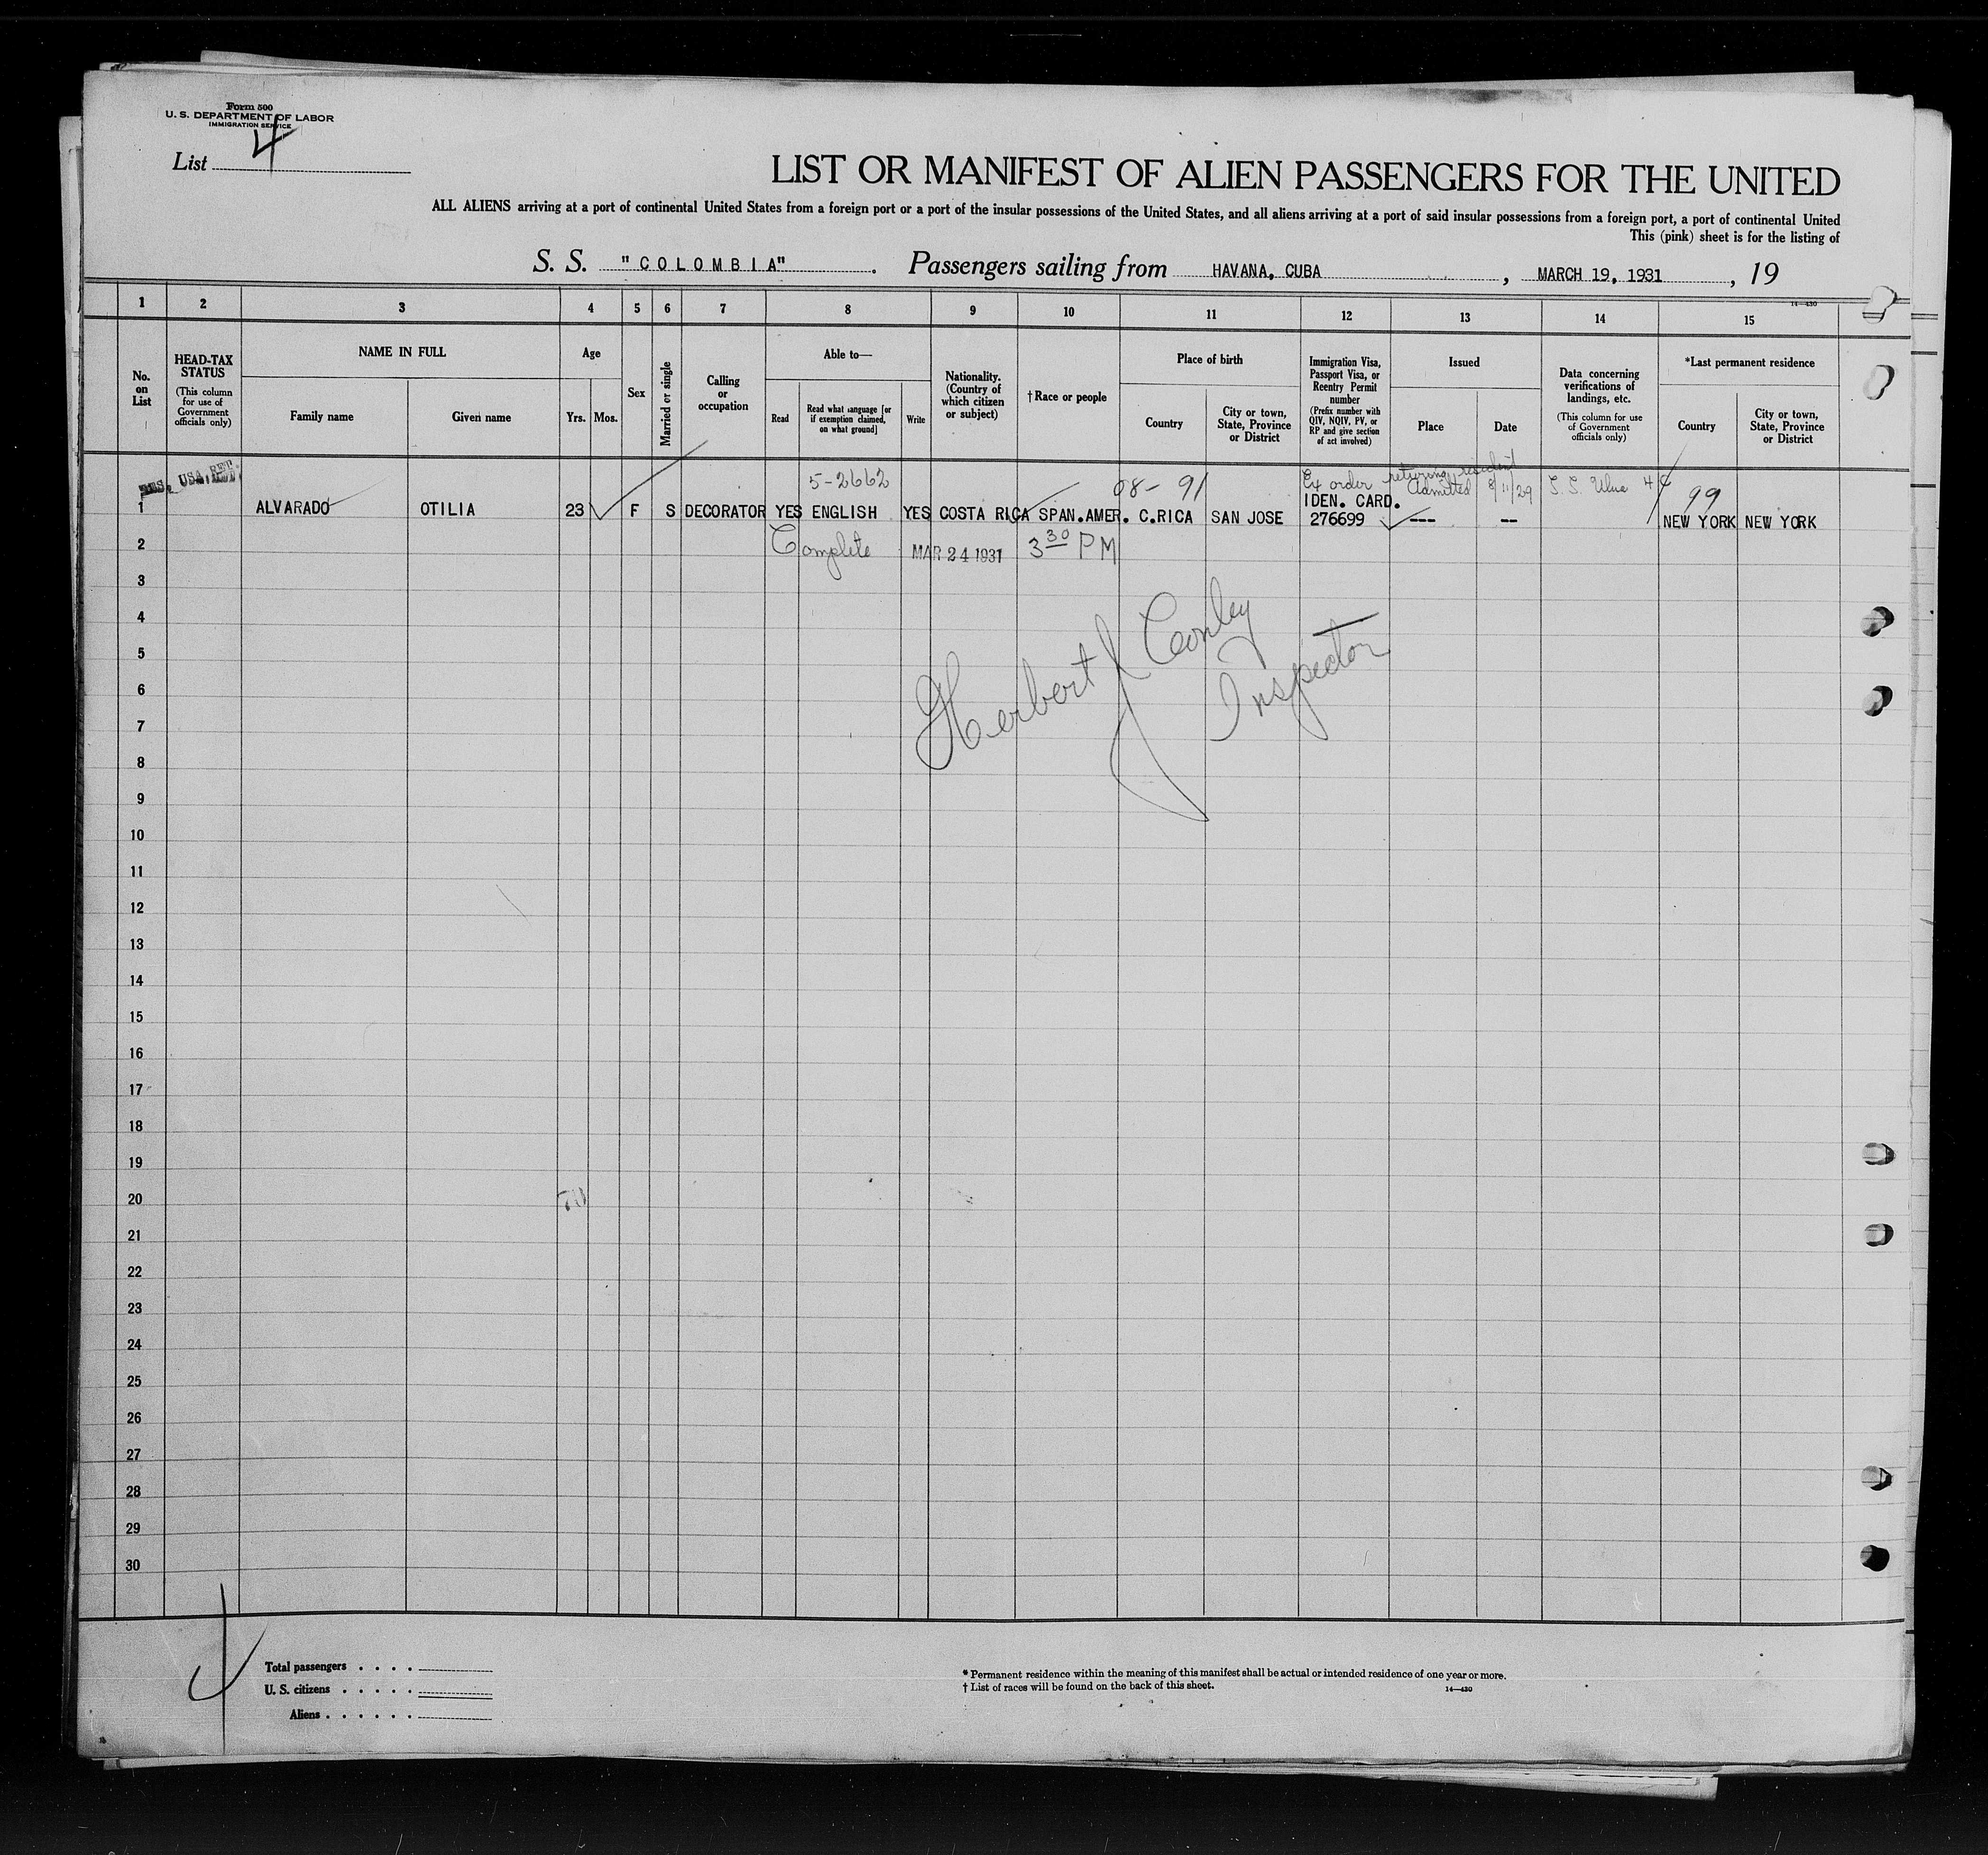 Form 500
U. S. DEPARTMENT OF LABOR
IMMIGRATION SERVICE
List 4
LIST OR MANIFEST OF ALIEN PASSENGERS FOR THE UNITED
ALL ALIENS arriving at a port of continental United States from a foreign port or a port of the insular possessions of the United States, and all aliens arriving at a port of said insular possessions from a foreign port, a port of continental United
This (pink) sheet is for the listing of
S. S. "COLOMBIA". Passengers sailing from HAVANA, CUBA, MARCH 19, 1931, 19
14—430
1 2 3 4 5 6 7 8 9 10 11 12 13 14 15
No. on List
HEAD-TAX STATUS
(This column for use of Government officials only)
NAME IN FULL
Family name
Given name
Age
Yrs.
Mos.
Sex
Married or single
Calling or occupation
Able to—
Read
Read what language [or if exemption claimed, on what ground]
Write
Nationality. (Country of which citizen or subject)
†Race or people
Place of birth
Country
City or town, State, Province or District
Immigration Visa, Passport Visa, or Reentry Permit number
(Prefix number with QIV, NQIV, PV, or RP and give section of act involved)
Issued
Place
Date
Data concerning verifications of landings, etc.
(This column for use of Government officials only)
*Last permanent residence
Country
City or town, State, Province or District
USA, RET.
5-2662
08- 91
Ex order returning resident
Admitted 8/11/29
S.S. Ulua
99
IDEN. CARD.
1 ALVARADO OTILIA 23 F S DECORATOR YES ENGLISH YES COSTA RICA SPAN.AMER. C.RICA SAN JOSE 276699 --- -- NEW YORK NEW YORK
2 Complete MAR 24 1931 3 30 PM
3
4
5
6
7
8
9
10
11
12
13
14
15
16
17
18
19
20
21
22
23
24
25
26
27
28
29
30
Herbert J Conley
Inspector
Total passengers . . . .
U. S. citizens . . . . .
Aliens . . . . . .
* Permanent residence within the meaning of this manifest shall be actual or intended residence of one year or more.
† List of races will be found on the back of this sheet.
14—430